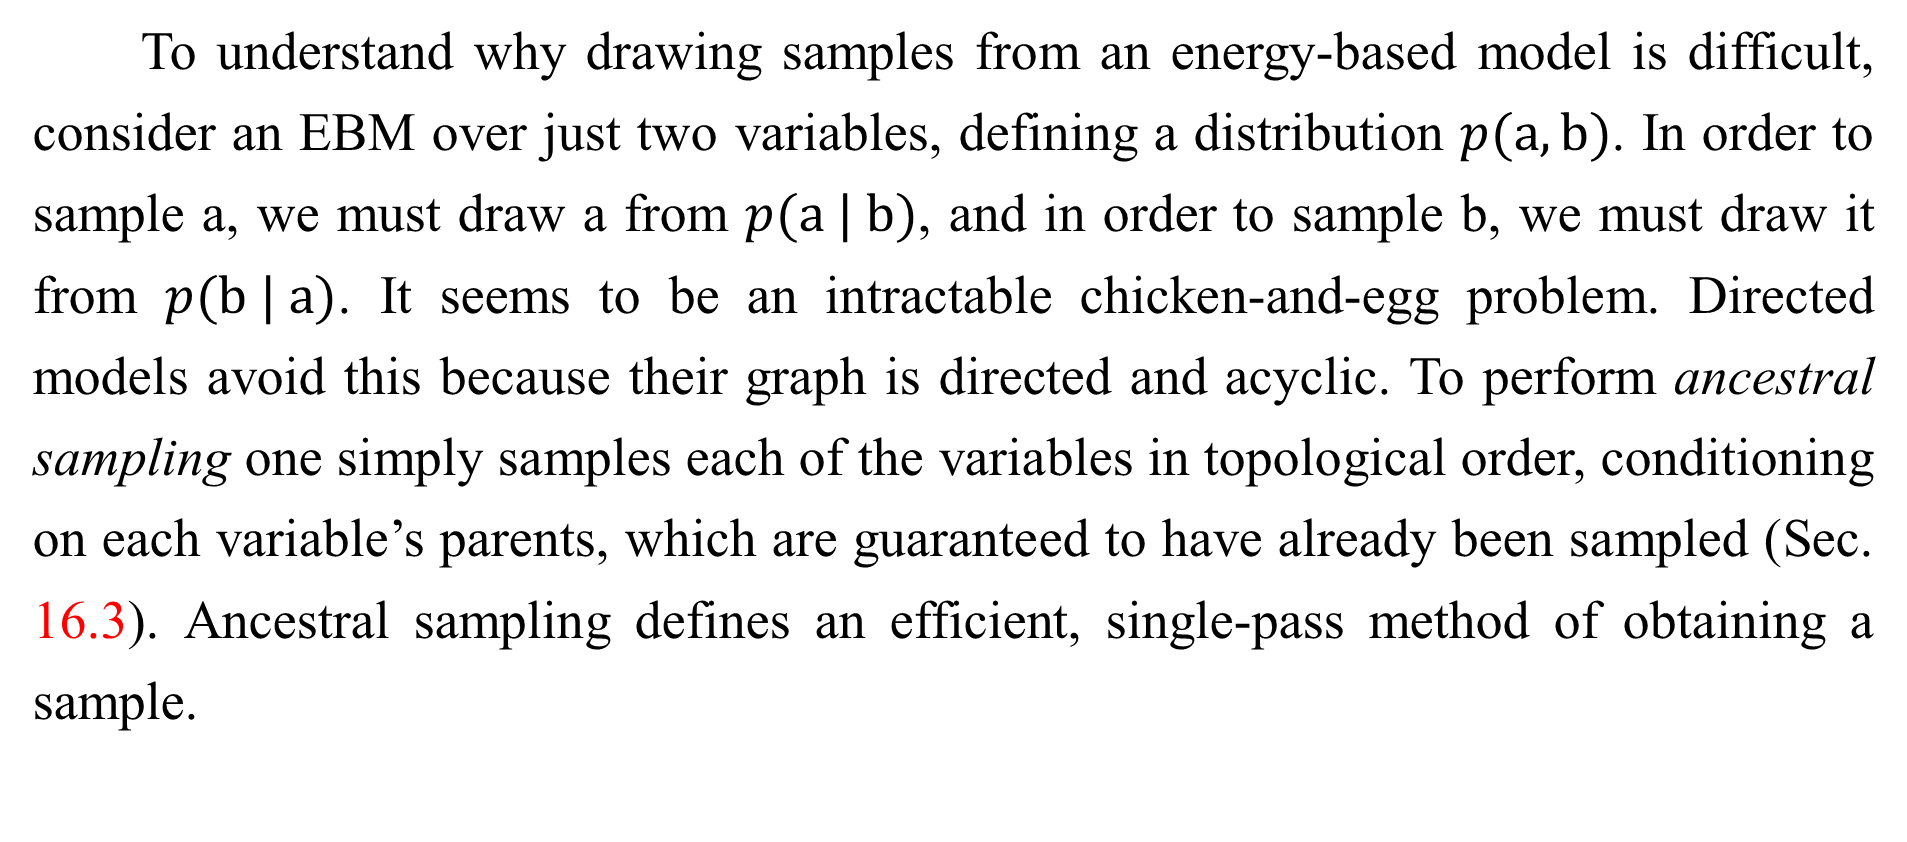 To understand why drawing samples from an energy-based model is difficult,
consider an EBM over just two variables, defining a distribution p(a, b). In order to
sample a, we must draw a from p(a | b), and in order to sample b, we must draw it
from p(b | a). It seems to be an intractable chicken-and-egg problem. Directed
models avoid this because their graph is directed and acyclic. To perform ancestral
sampling one simply samples each of the variables in topological order, conditioning
on each variable’s parents, which are guaranteed to have already been sampled (Sec.
16.3). Ancestral sampling defines an efficient, single-pass method of obtaining a
sample.